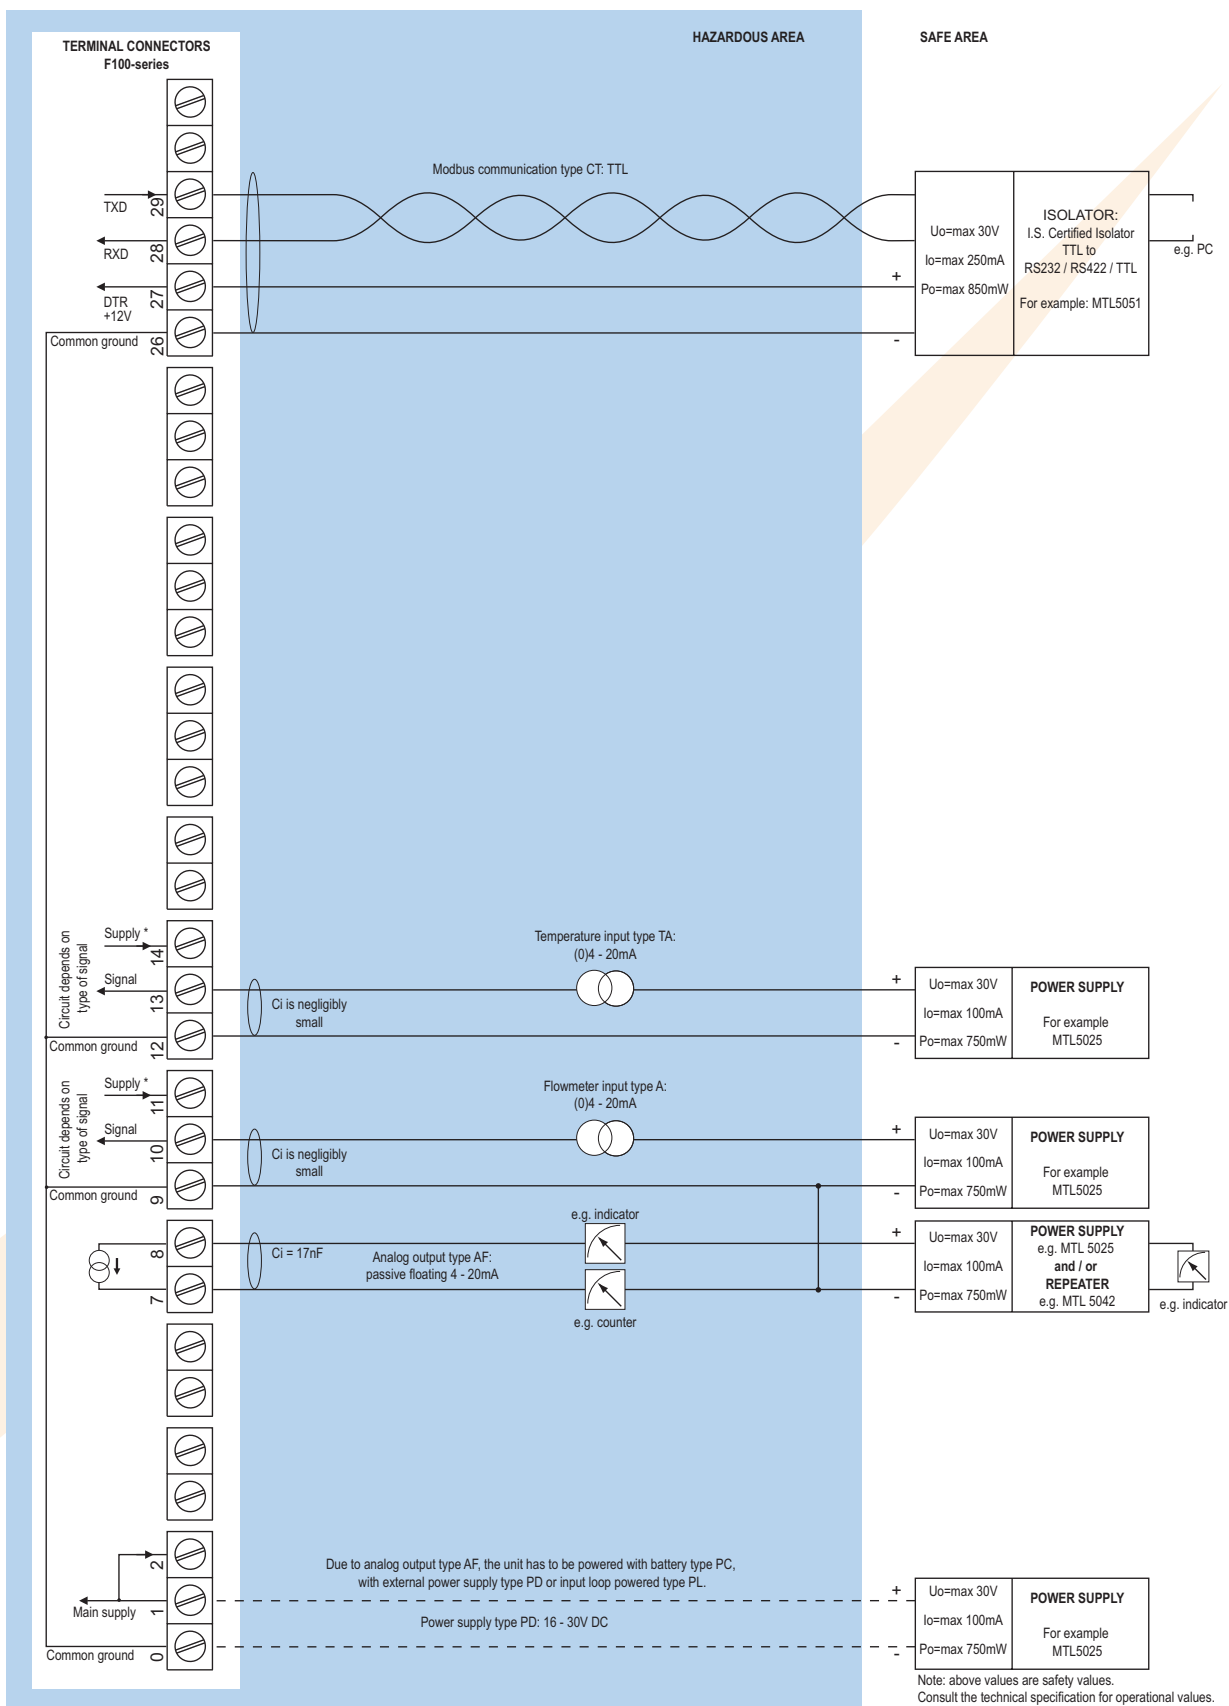 HAZARDOUS AREA
SAFE AREA
TERMINAL CONNECTORS
F100-series
Modbus communication type CT: TTL
TXD
29
RXD
28
DTR
+12V
27
Common ground
26
+
-
Uo=max 30V
Io=max 250mA
Po=max 850mW
ISOLATOR:
I.S. Certified Isolator
TTL to
RS232 / RS422 / TTL
For example: MTL5051
e.g. PC
Circuit depends on
type of signal
Supply *
14
Signal
13
Common ground
12
Ci is negligibly
small
Temperature input type TA:
(0)4 - 20mA
+
-
Uo=max 30V
Io=max 100mA
Po=max 750mW
POWER SUPPLY
For example
MTL5025
Circuit depends on
type of signal
Supply *
11
Signal
10
Common ground
9
Ci is negligibly
small
Flowmeter input type A:
(0)4 - 20mA
+
-
Uo=max 30V
Io=max 100mA
Po=max 750mW
POWER SUPPLY
For example
MTL5025
8
7
Ci = 17nF
Analog output type AF:
passive floating 4 - 20mA
e.g. indicator
e.g. counter
+
-
Uo=max 30V
Io=max 100mA
Po=max 750mW
POWER SUPPLY
e.g. MTL 5025
and / or
REPEATER
e.g. MTL 5042
e.g. indicator
2
Main supply
1
Common ground
0
Due to analog output type AF, the unit has to be powered with battery type PC,
with external power supply type PD or input loop powered type PL.
Power supply type PD: 16 - 30V DC
+
-
Uo=max 30V
Io=max 100mA
Po=max 750mW
POWER SUPPLY
For example
MTL5025
Note: above values are safety values.
Consult the technical specification for operational values.